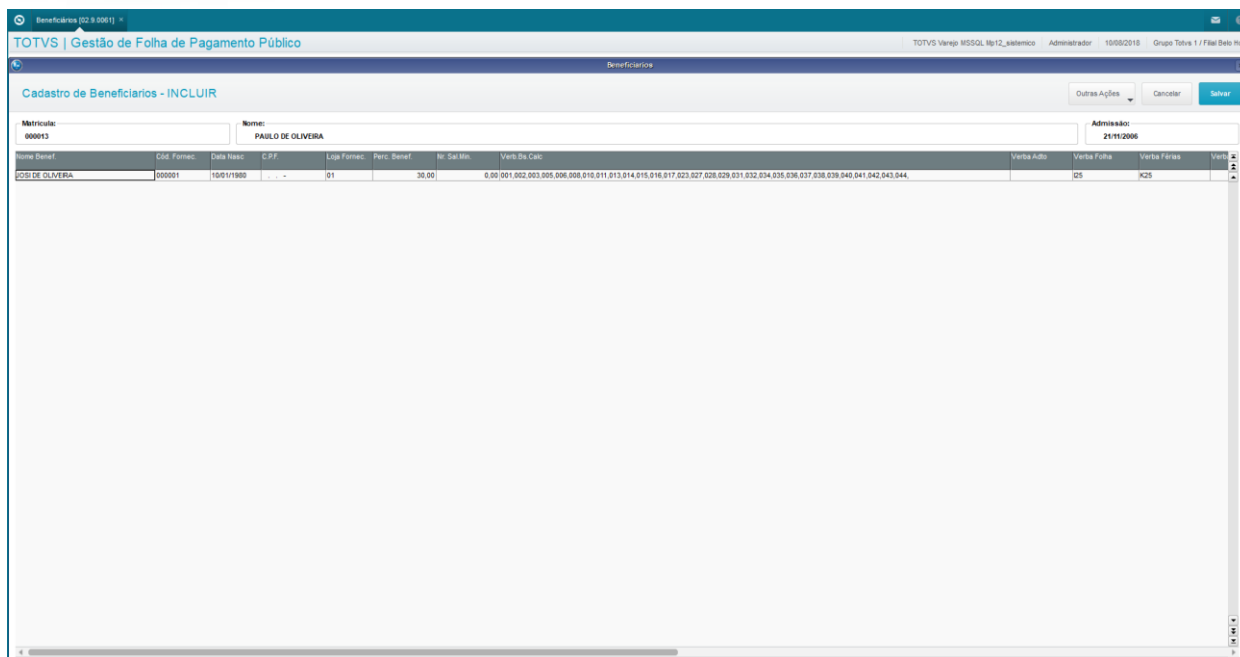 Beneficiários [02.9.0001] ×
TOTVS | Gestão de Folha de Pagamento Público
TOTVS Varejo MSSQL Mp12_sistemico Administrador 10/08/2018 Grupo Totvs 1 / Filial Belo Ho
Beneficiarios
Cadastro de Beneficiarios - INCLUIR
Outras Ações Cancelar Salvar
Matricula: Nome: Admissão:
000013 PAULO DE OLIVEIRA 21/11/2006
Nome Benef. Cód. Fornec. Data Nasc C.P.F. Loja Fornec. Perc. Benef. Nr. Sal.Min. Verb.Bs.Calc Verba Adto Verba Folha Verba Férias Verb
JOSI DE OLIVEIRA 000001 10/01/1980 . . - 01 30,00 0,00 001,002,003,005,006,008,010,011,013,014,015,016,017,023,027,028,029,031,032,034,035,036,037,038,039,040,041,042,043,044, I25 K25